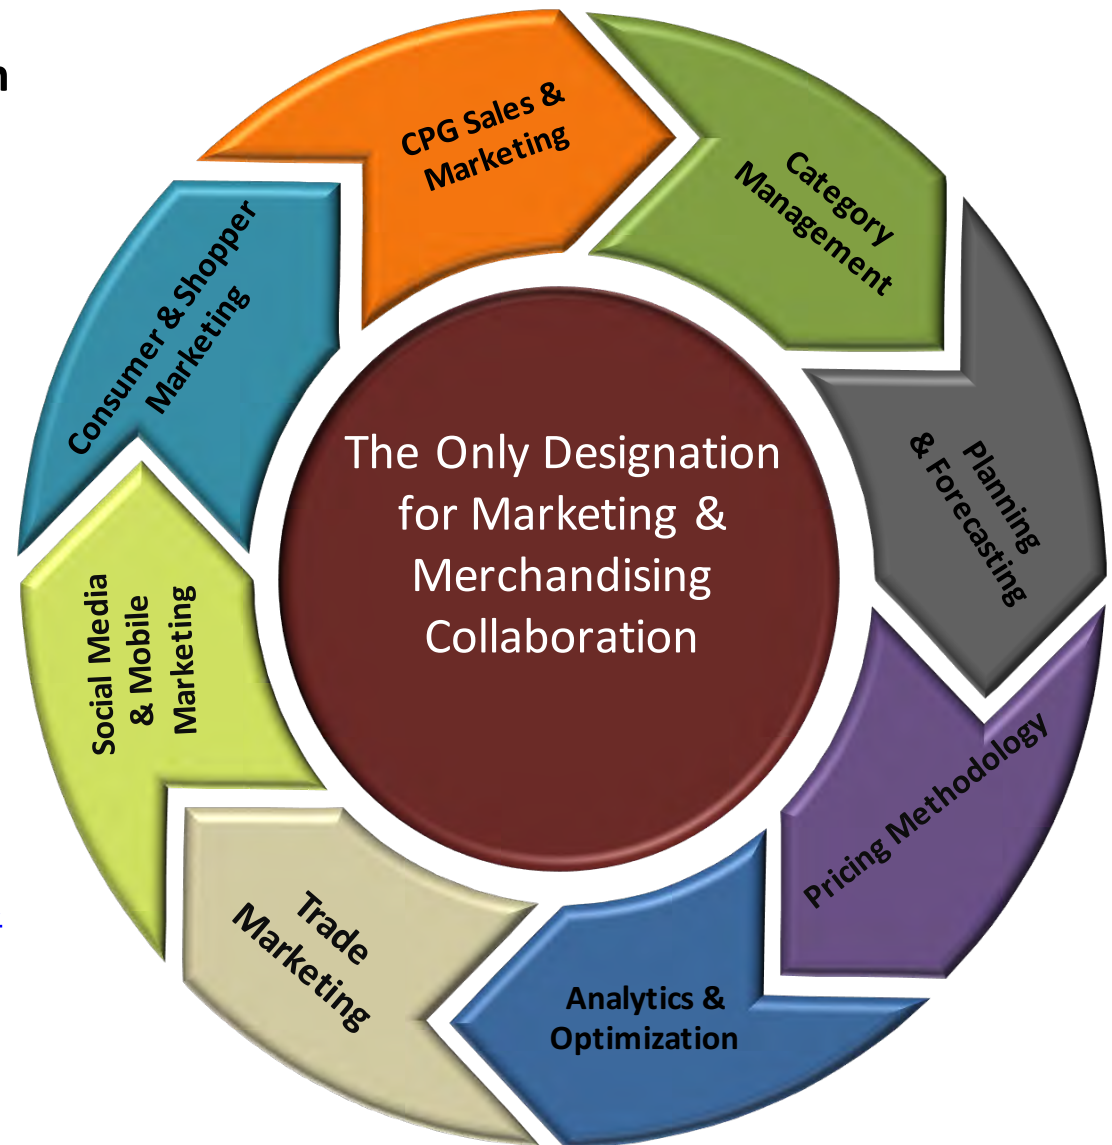 CPG Sales &
Marketing
Category
Management
Planning
& Forecasting
Pricing Methodology
Analytics &
Optimization
Trade
Marketing
Social Media
& Mobile
Marketing
Consumer & Shopper
Marketing
The Only Designation
for Marketing &
Merchandising
Collaboration